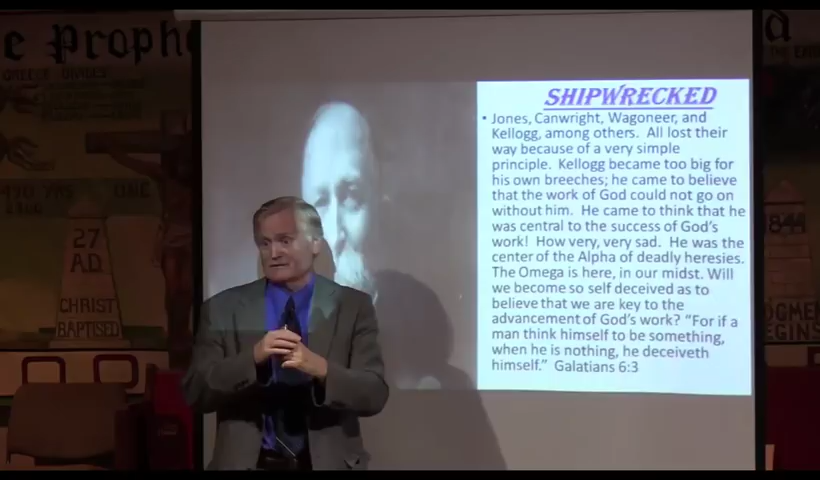 e Proph
GREECE DIVIDES
ONE
27
A.D.
CHRIST
BAPTISED
SHIPWRECKED
• Jones, Canwright, Wagoneer, and
Kellogg, among others. All lost their
way because of a very simple
principle. Kellogg became too big for
his own breeches; he came to believe
that the work of God could not go on
without him. He came to think that he
was central to the success of God's
work! How very, very sad. He was the
center of the Alpha of deadly heresies.
The Omega is here, in our midst. Will
we become so self deceived as to
believe that we are key to the
advancement of God's work? "For if a
man think himself to be something,
when he is nothing, he deceiveth
himself." Galatians 6:3
844